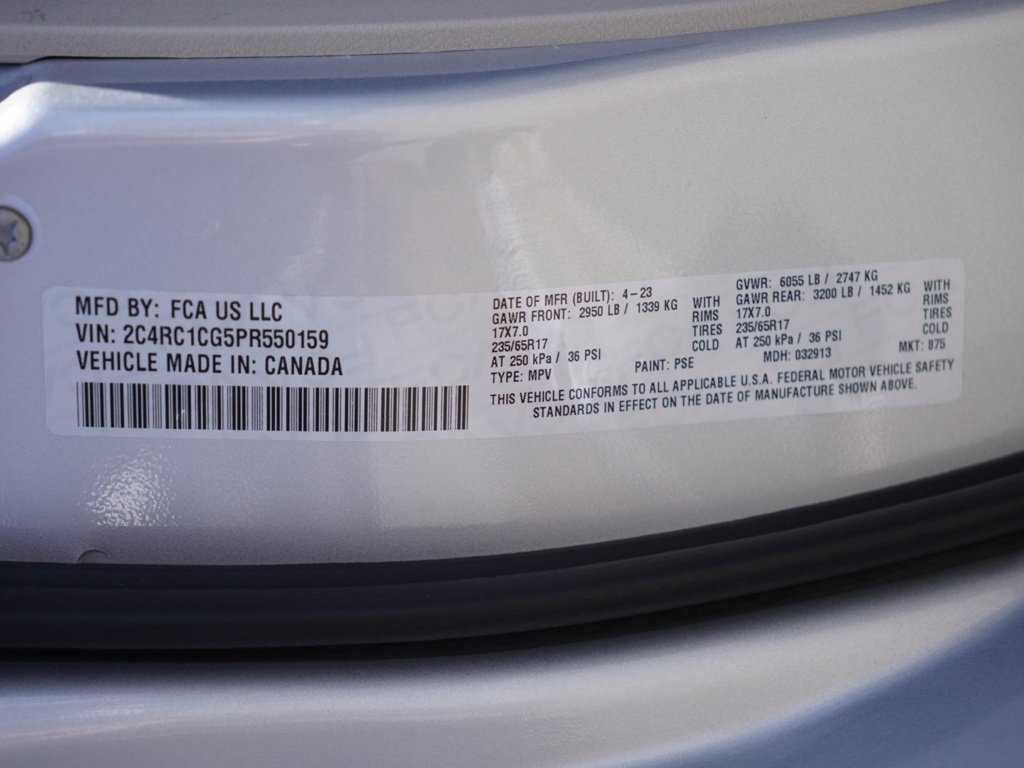 MFD BY: FCA US LLC
VIN: 2C4RC1CG5PR550159
VEHICLE MADE IN: CANADA
DATE OF MFR (BUILT): 4-23
GAWR FRONT: 2950 LB / 1339 KG WITH
17X7.0 RIMS
235/65R17 TIRES
AT 250 kPa / 36 PSI COLD
TYPE: MPV PAINT: PSE
GVWR: 6055 LB / 2747 KG
GAWR REAR: 3200 LB / 1452 KG WITH
17X7.0 RIMS
235/65R17 TIRES
AT 250 kPa / 36 PSI COLD
MDH: 032913 MKT: 875
THIS VEHICLE CONFORMS TO ALL APPLICABLE U.S.A. FEDERAL MOTOR VEHICLE SAFETY
STANDARDS IN EFFECT ON THE DATE OF MANUFACTURE SHOWN ABOVE.